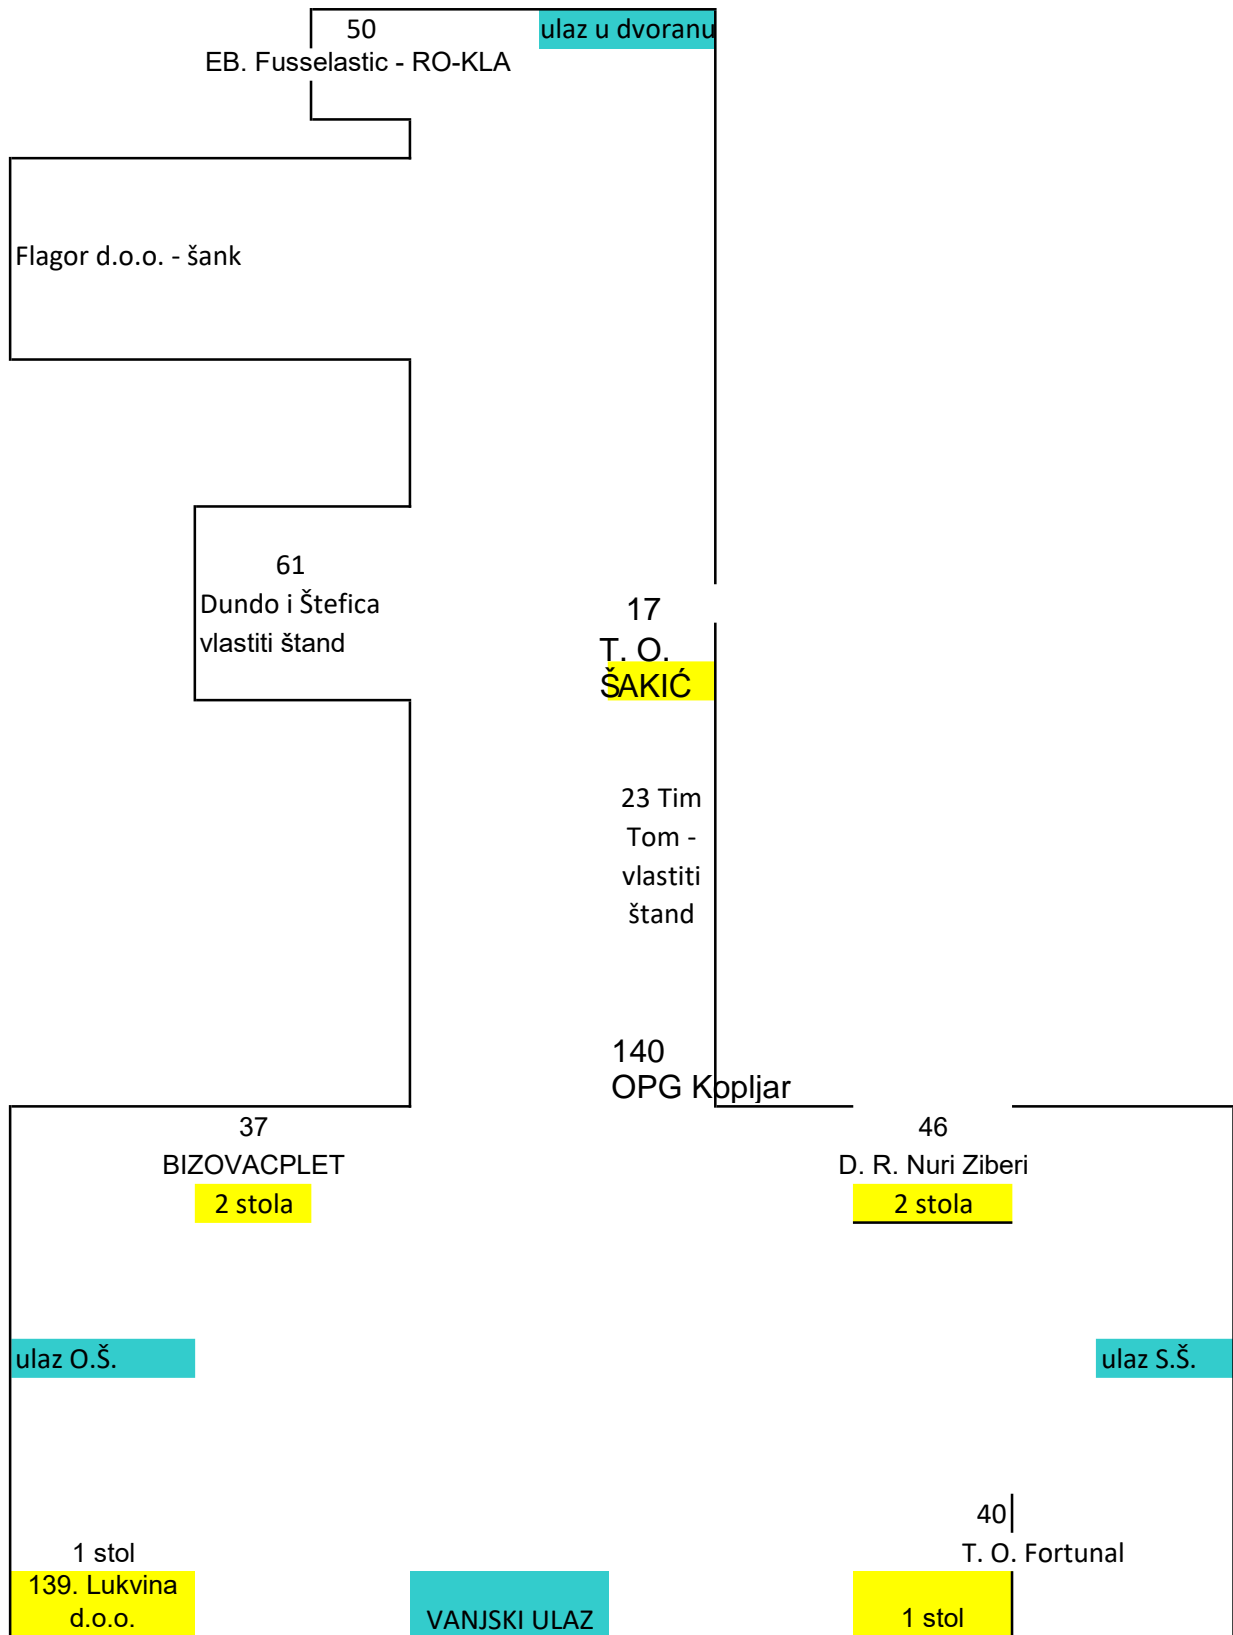 50
ulaz u dvoranu
EB. Fusselastic - RO-KLA
Flagor d.o.o. - šank
61
Dundo i Štefica
vlastiti štand
17
T. O.
ŠAKIĆ
23 Tim
Tom -
vlastiti
štand
140
OPG Kopljar
37
BIZOVACPLET
2 stola
46
D. R. Nuri Ziberi
2 stola
ulaz O.Š.
ulaz S.Š.
40
T. O. Fortunal
1 stol
139. Lukvina
d.o.o.
VANJSKI ULAZ
1 stol